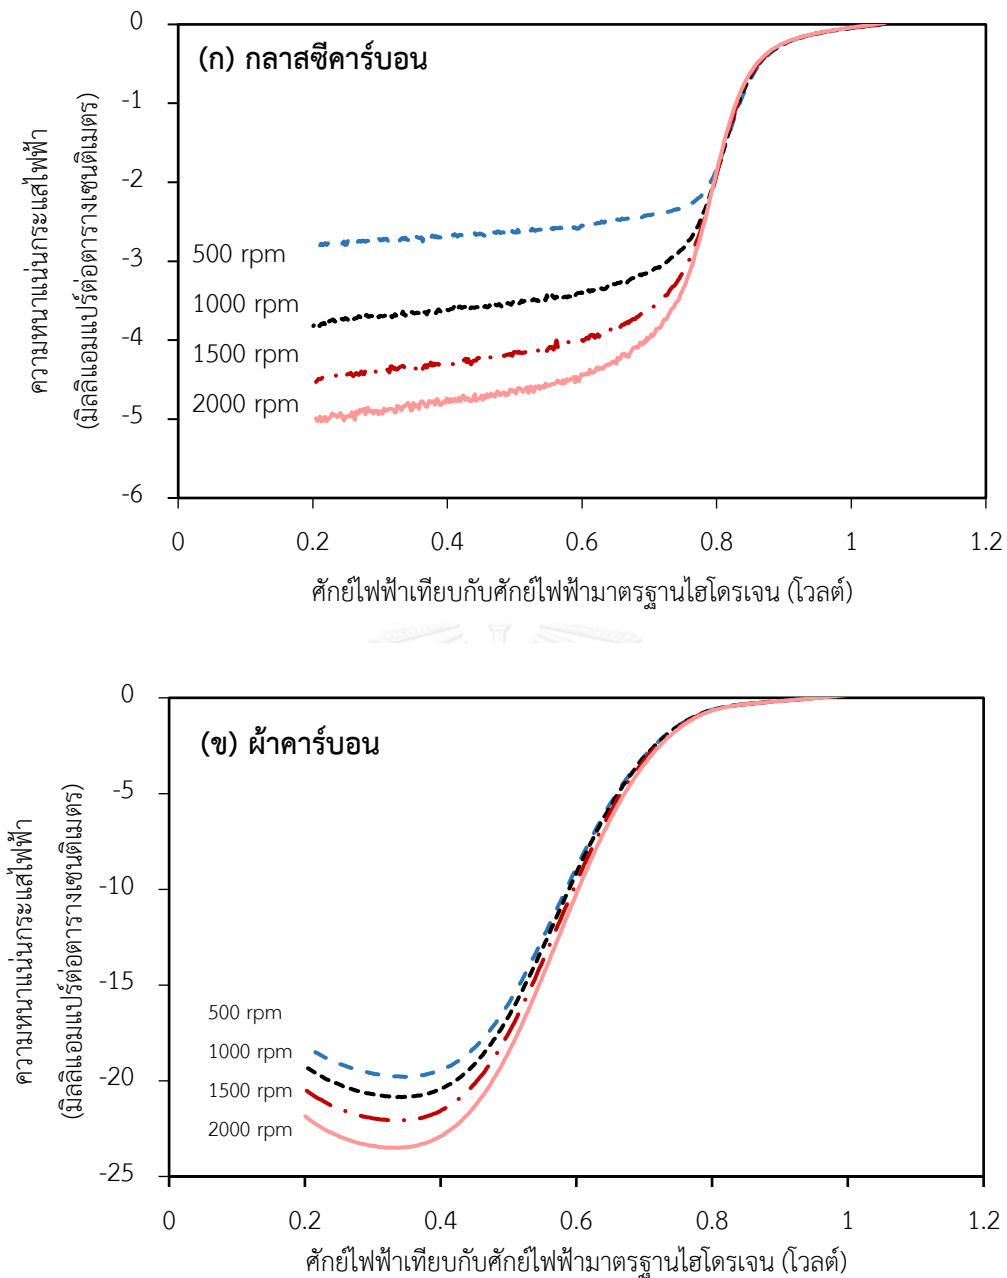 (ก) กลาสซีคาร์บอน
ความหนาแน่นกระแสไฟฟ้า
(มิลลิแอมแปร์ต่อตารางเซนติเมตร)
0
-1
-2
-3
-4
-5
-6
500 rpm
1000 rpm
1500 rpm
2000 rpm
0 0.2 0.4 0.6 0.8 1 1.2
ศักย์ไฟฟ้าเทียบกับศักย์ไฟฟ้ามาตรฐานไฮโดรเจน (โวลต์)
(ข) ผ้าคาร์บอน
ความหนาแน่นกระแสไฟฟ้า
(มิลลิแอมแปร์ต่อตารางเซนติเมตร)
0
-5
-10
-15
-20
-25
500 rpm
1000 rpm
1500 rpm
2000 rpm
0 0.2 0.4 0.6 0.8 1 1.2
ศักย์ไฟฟ้าเทียบกับศักย์ไฟฟ้ามาตรฐานไฮโดรเจน (โวลต์)